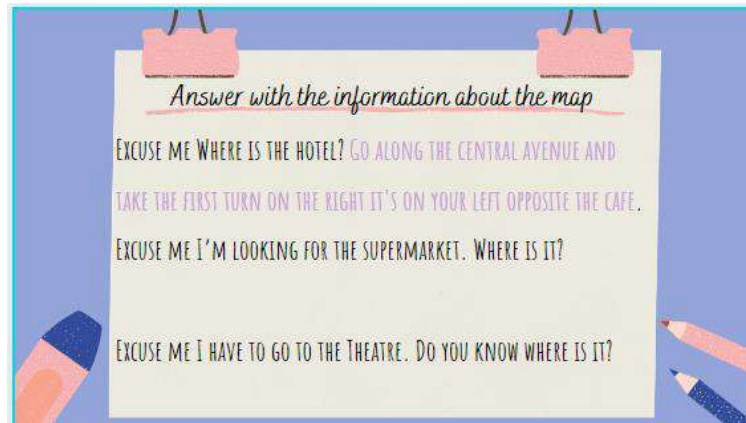 Answer with the information about the map
Excuse me Where is the hotel? Go along the central avenue and
take the first turn on the right it's on your left opposite the cafe.
Excuse me I'm looking for the supermarket. Where is it?
Excuse me I have to go to the Theatre. Do you know where is it?